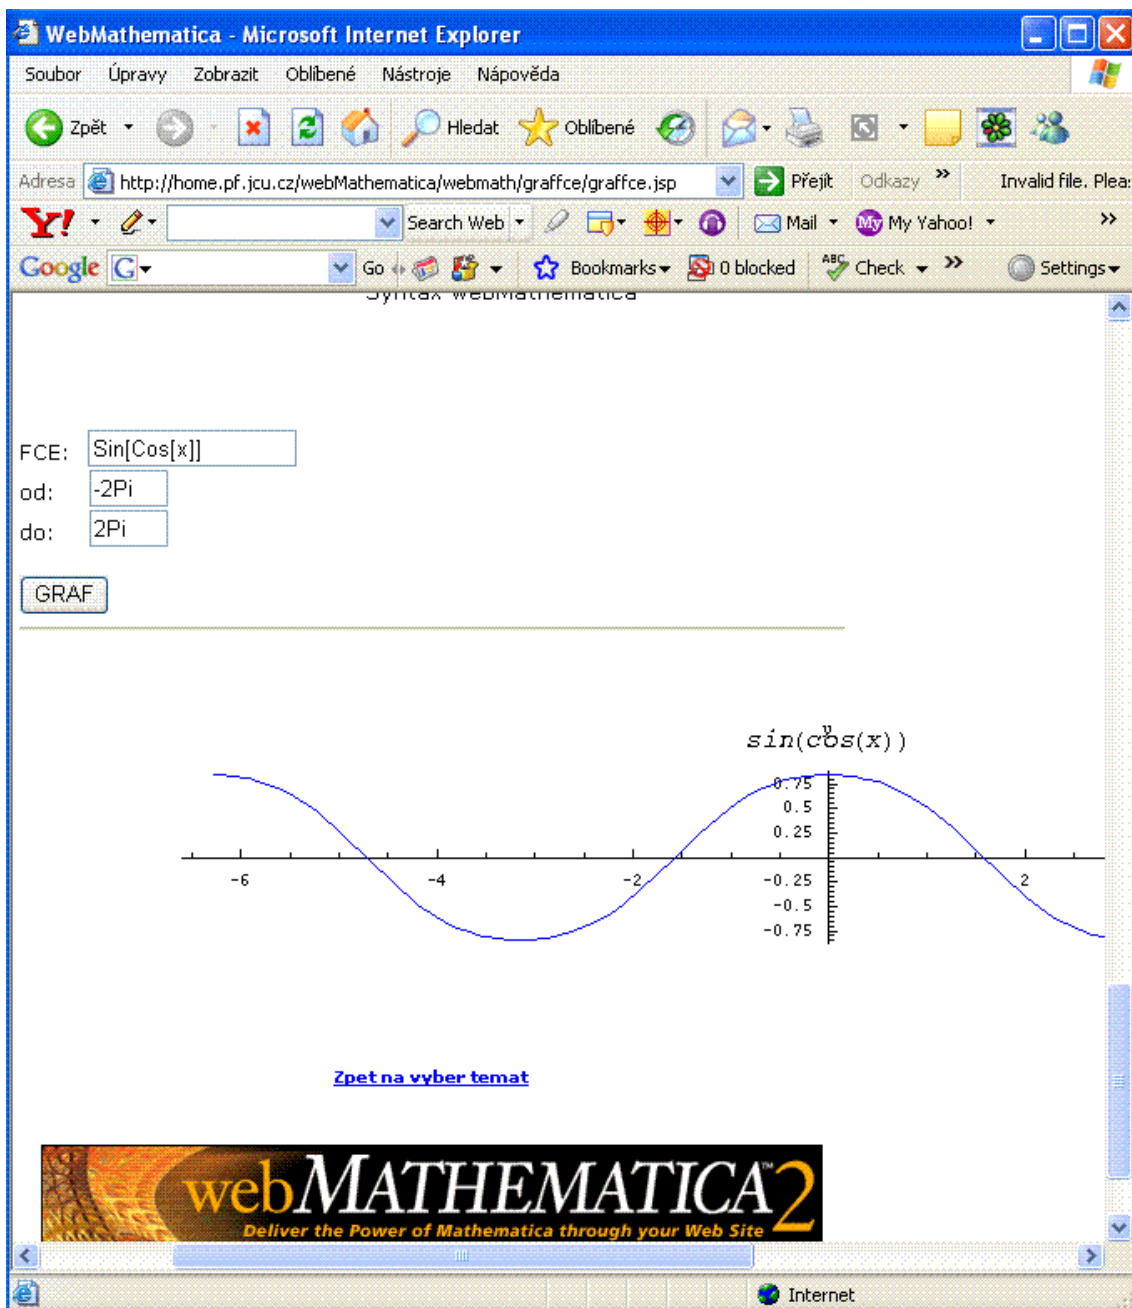 WebMathematica - Microsoft Internet Explorer
Soubor Úpravy Zobrazit Oblíbené Nástroje Nápověda
Zpět Hledat Oblíbené
Adresa http://home.pf.jcu.cz/webMathematica/webmath/graffce/graffce.jsp Přejít Odkazy » Invalid file. Plea:
Y! Search Web Mail My My Yahoo! »
Google G Go Bookmarks 0 blocked ABC Check » Settings
Syntax webMathematica
FCE: Sin[Cos[x]]
od: -2Pi
do: 2Pi
GRAF
y
sin(cos(x))
0.75
0.5
0.25
-6 -4 -2 2
-0.25
-0.5
-0.75
Zpet na vyber temat
webMATHEMATICA™2
Deliver the Power of Mathematica through your Web Site
Internet